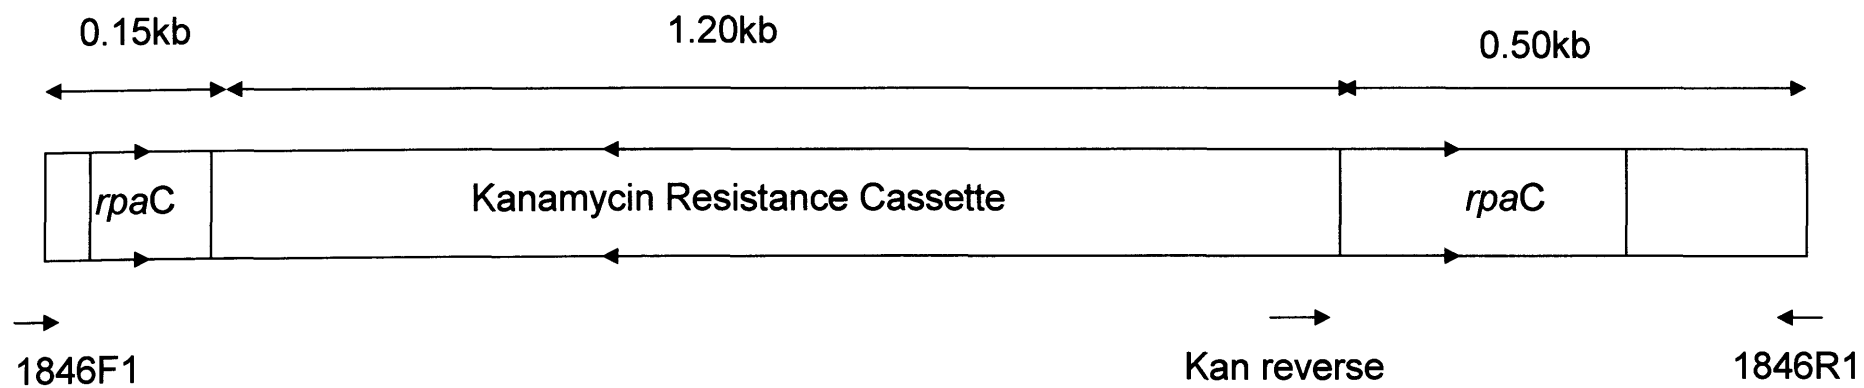 0.15kb
1.20kb
0.50kb
rpaC
Kanamycin Resistance Cassette
rpaC
1846F1
Kan reverse
1846R1